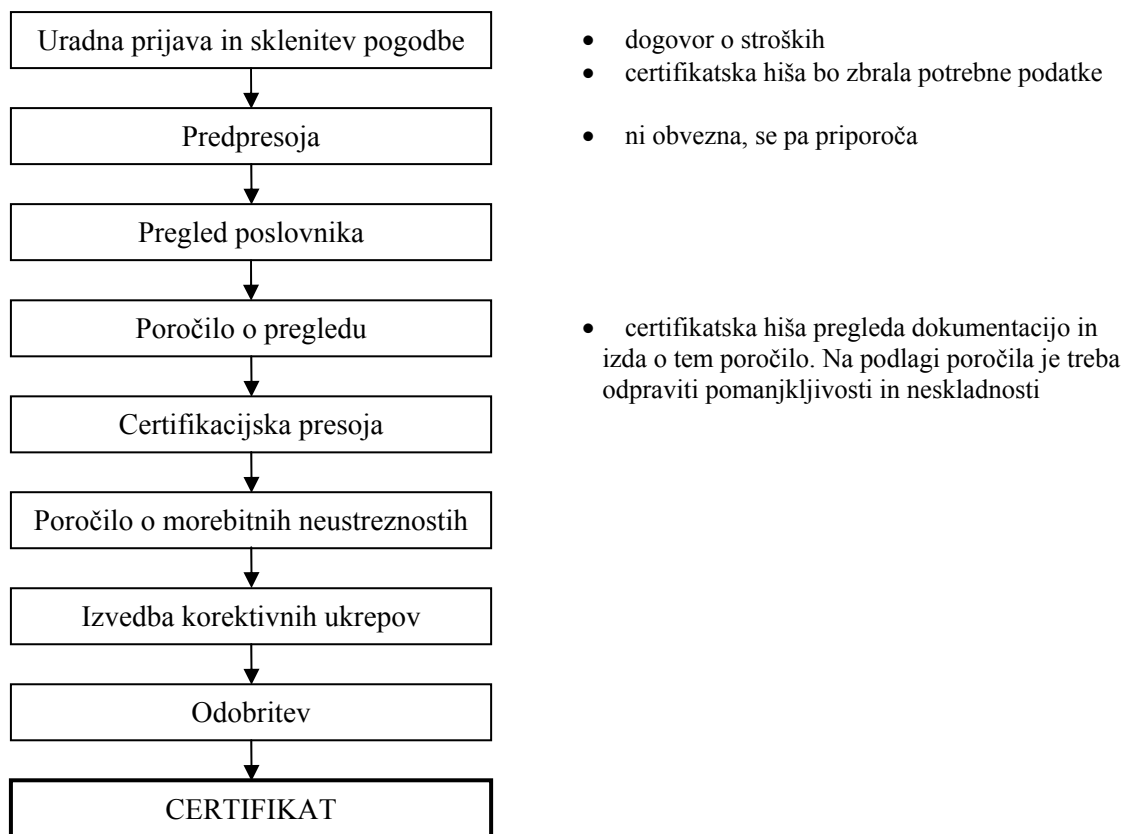 Uradna prijava in sklenitev pogodbe
• dogovor o stroških
• certifikatska hiša bo zbrala potrebne podatke
Predpresoja
• ni obvezna, se pa priporoča
Pregled poslovnika
Poročilo o pregledu
• certifikatska hiša pregleda dokumentacijo in
izda o tem poročilo. Na podlagi poročila je treba
odpraviti pomanjkljivosti in neskladnosti
Certifikacijska presoja
Poročilo o morebitnih neustreznostih
Izvedba korektivnih ukrepov
Odobritev
CERTIFIKAT